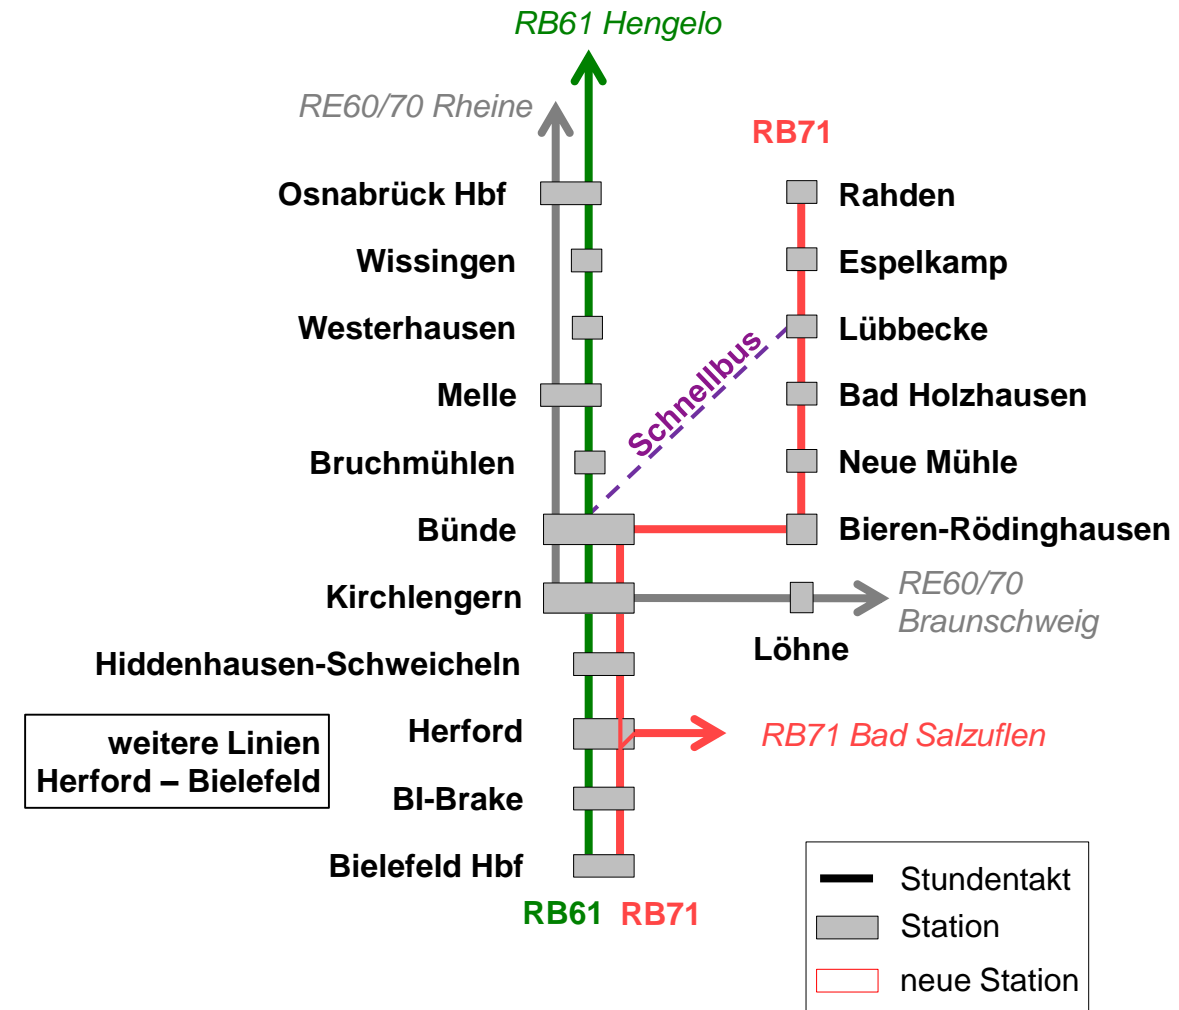 RB61 Hengelo
RE60/70 Rheine
RB71
Osnabrück Hbf
Rahden
Wissingen
Espelkamp
Westerhausen
Lübbecke
Schnellbus
Melle
Bad Holzhausen
Bruchmühlen
Neue Mühle
Bünde
Bieren-Rödinghausen
Kirchlengern
RE60/70
Braunschweig
Löhne
Hiddenhausen-Schweicheln
Herford
RB71 Bad Salzuflen
weitere Linien
Herford – Bielefeld
BI-Brake
Bielefeld Hbf
RB61
RB71
Stundentakt
Station
neue Station